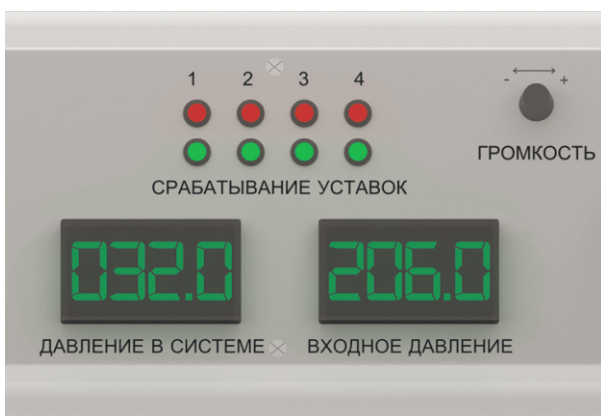 1 2 3 4
- +
ГРОМКОСТЬ
СРАБАТЫВАНИЕ УСТАВОК
032.0 206.0
ДАВЛЕНИЕ В СИСТЕМЕ ВХОДНОЕ ДАВЛЕНИЕ